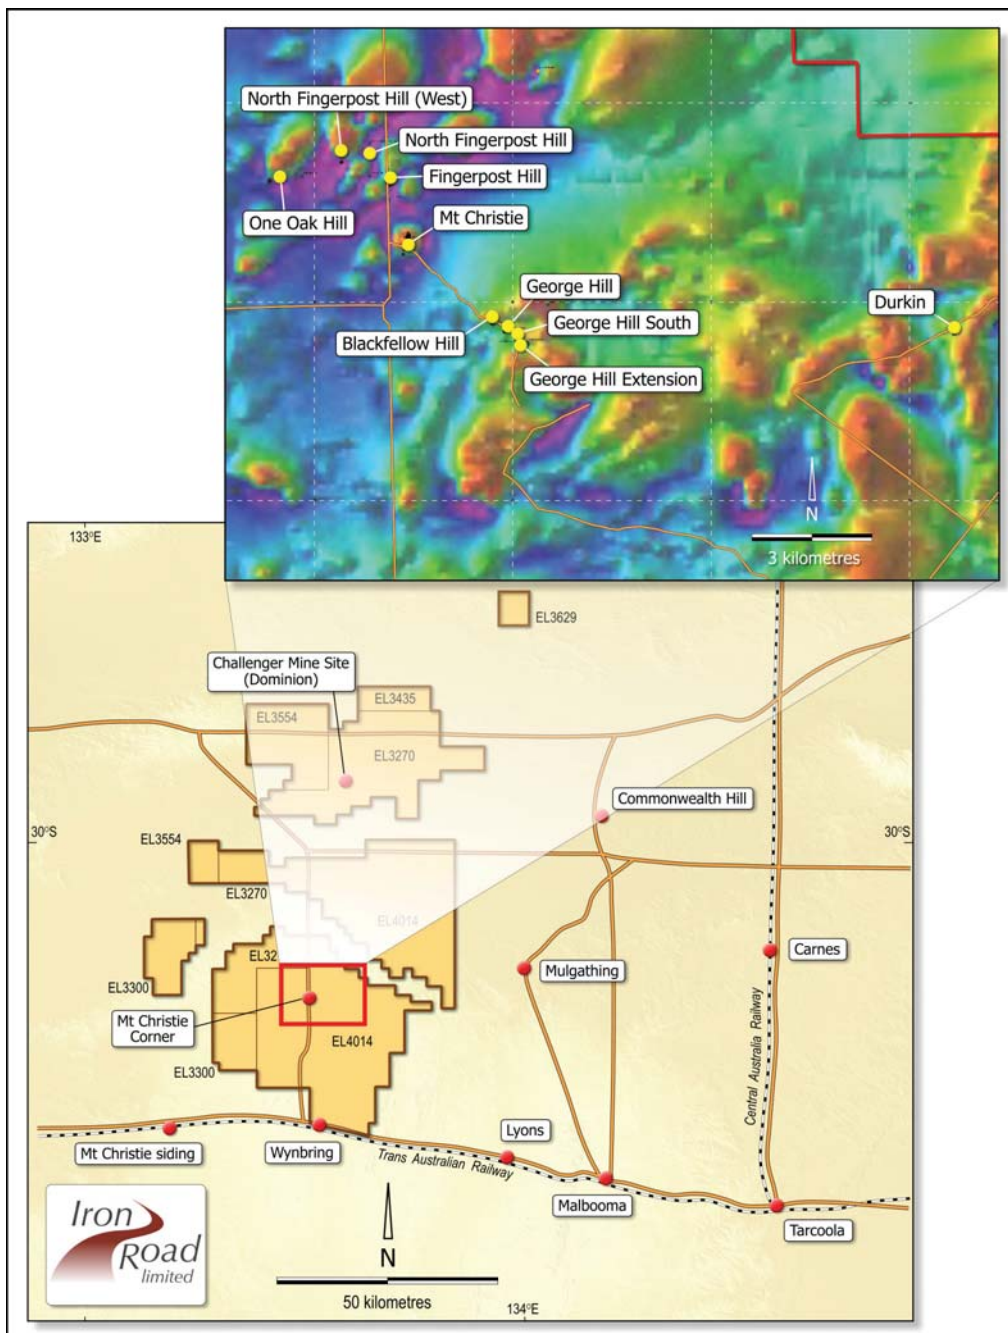 North Fingerpost Hill (West)
North Fingerpost Hill
Fingerpost Hill
One Oak Hill
Mt Christie
George Hill
Durkin
George Hill South
Blackfellow Hill
George Hill Extension
N
3 kilometres
133°E
EL3629
Challenger Mine Site
(Dominion)
EL3435
EL3554
EL3270
Commonwealth Hill
30°S
30°S
EL3554
EL3270
EL4014
EL32
Carnes
Mulgathing
EL3300
Mt Christie
Corner
EL4014
Central Australia Railway
EL3300
Mt Christie siding
Wynbring
Lyons
Trans Australian Railway
Malbooma
Tarcoola
Iron
Road
limited
N
50 kilometres
134°E